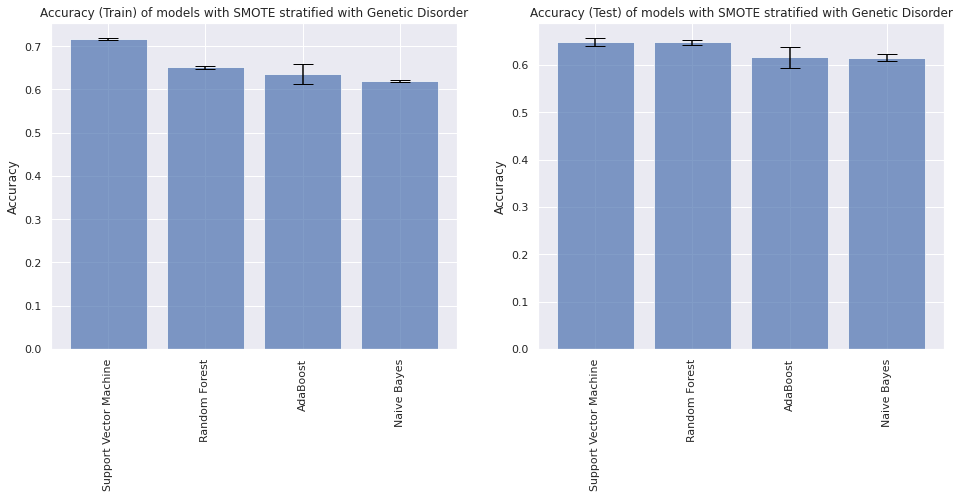 Accuracy (Train) of models with SMOTE stratified with Genetic Disorder
Accuracy
0.7
0.6
0.5
0.4
0.3
0.2
0.1
0.0
Support Vector Machine
Random Forest
AdaBoost
Naive Bayes
Accuracy (Test) of models with SMOTE stratified with Genetic Disorder
Accuracy
0.6
0.5
0.4
0.3
0.2
0.1
0.0
Support Vector Machine
Random Forest
AdaBoost
Naive Bayes